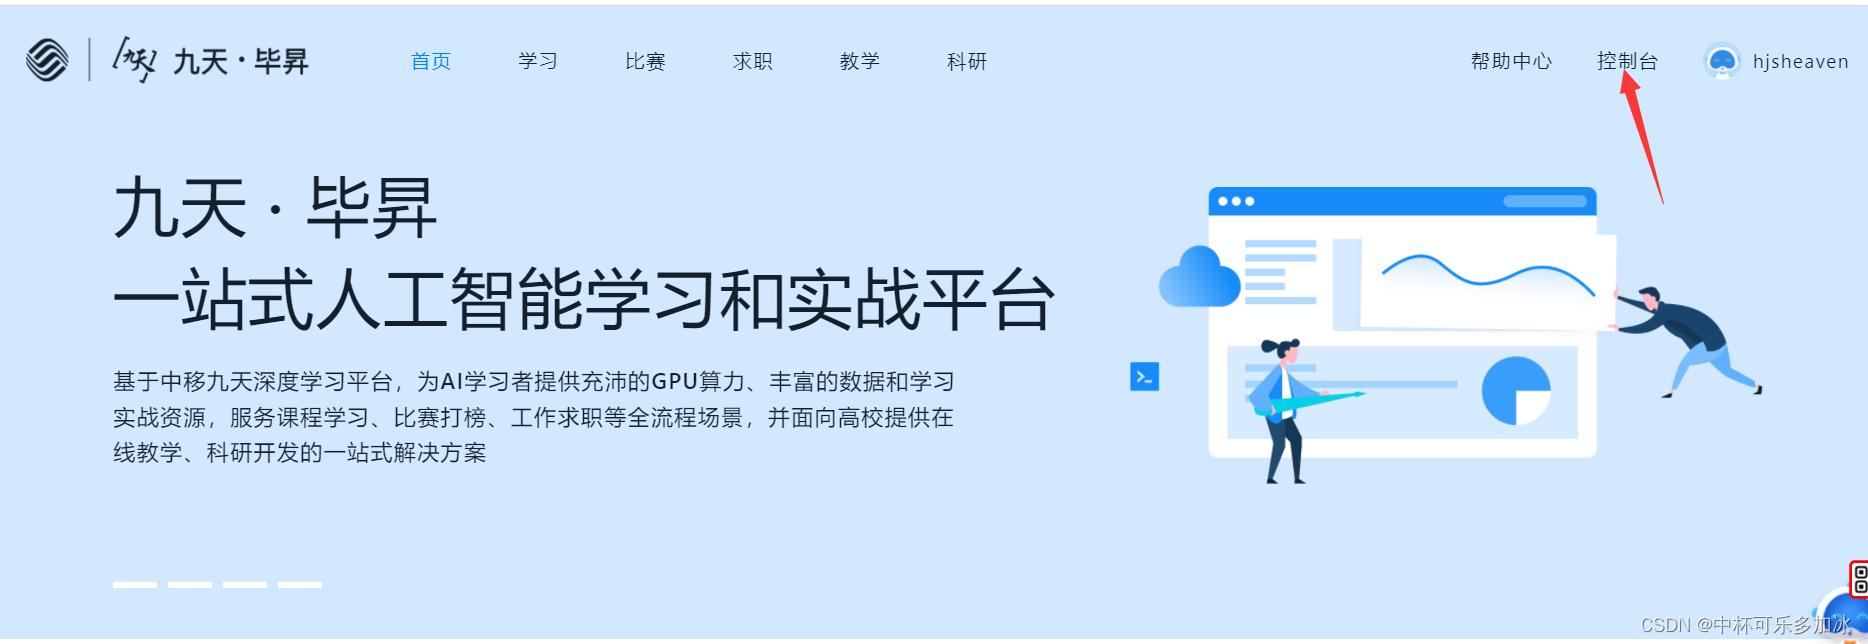 九天 九天·毕昇 首页 学习 比赛 求职 教学 科研 帮助中心 控制台 hjsheaven
九天·毕昇
一站式人工智能学习和实战平台
基于中移九天深度学习平台，为AI学习者提供充沛的GPU算力、丰富的数据和学习
实战资源，服务课程学习、比赛打榜、工作求职等全流程场景，并面向高校提供在
线教学、科研开发的一站式解决方案
>_
CSDN @中杯可乐多加冰